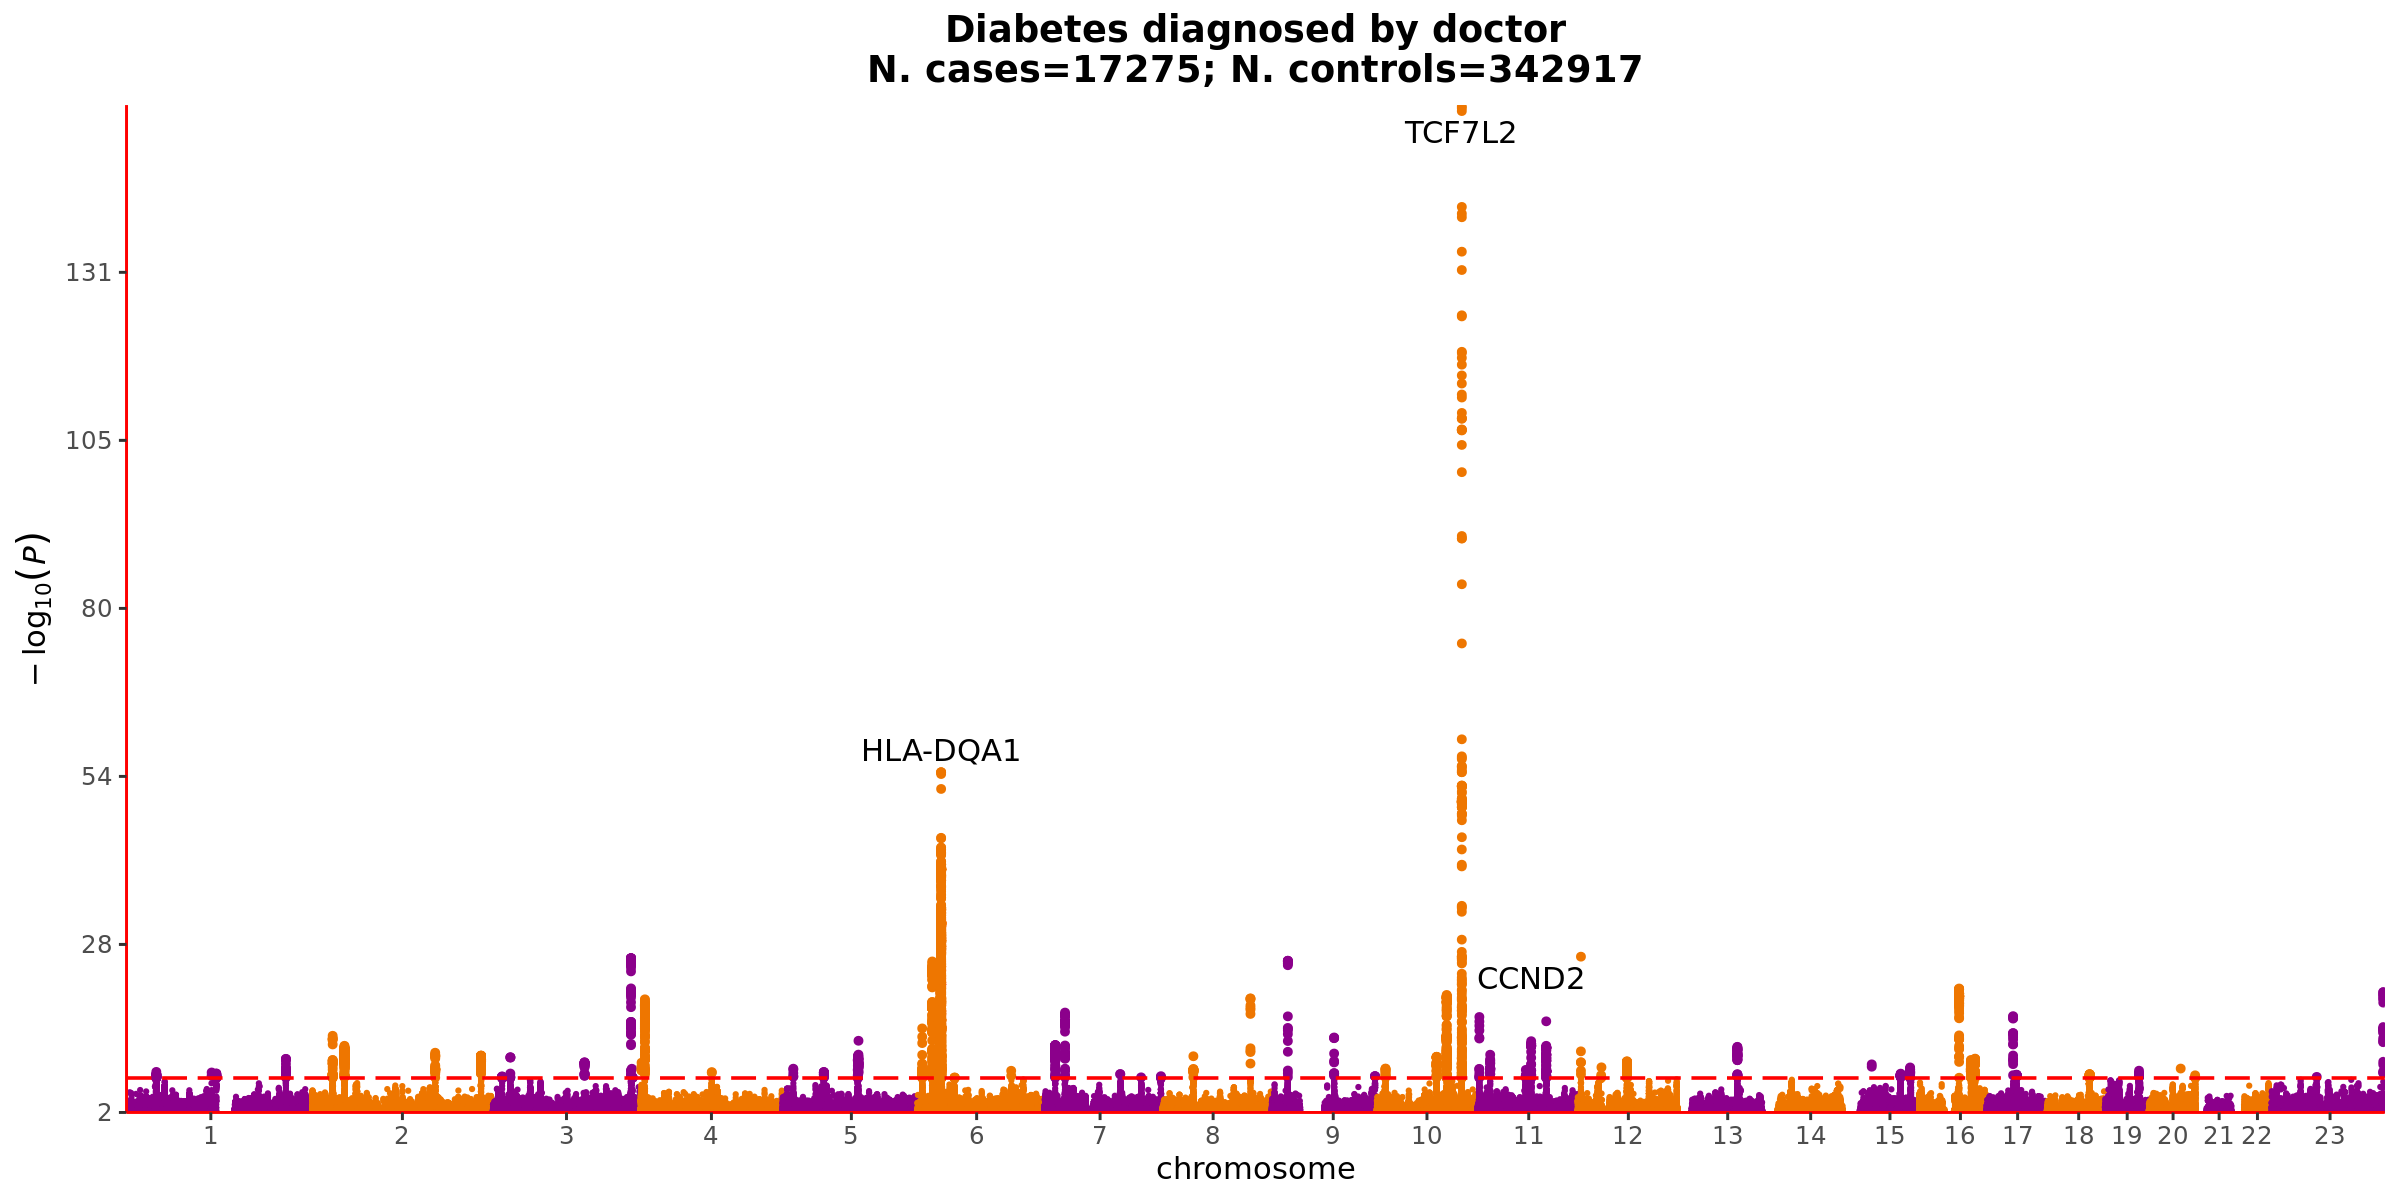 Diabetes diagnosed by doctor
N. cases=17275; N. controls=342917
TCF7L2
131
105
−log10(P)
80
HLA-DQA1
54
28
CCND2
2
1 2 3 4 5 6 7 8 9 10 11 12 13 14 15 16 17 18 19 20 21 22 23
chromosome